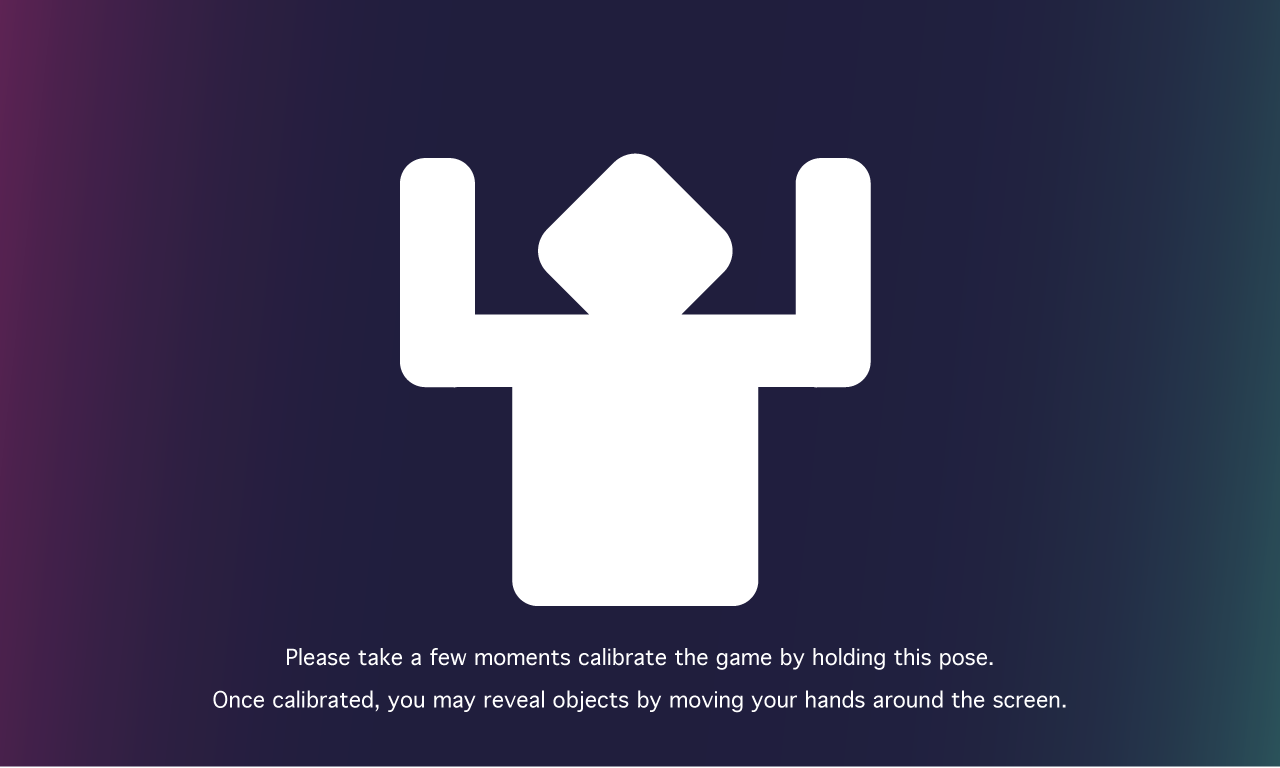 Please take a few moments calibrate the game by holding this pose.
Once calibrated, you may reveal objects by moving your hands around the screen.